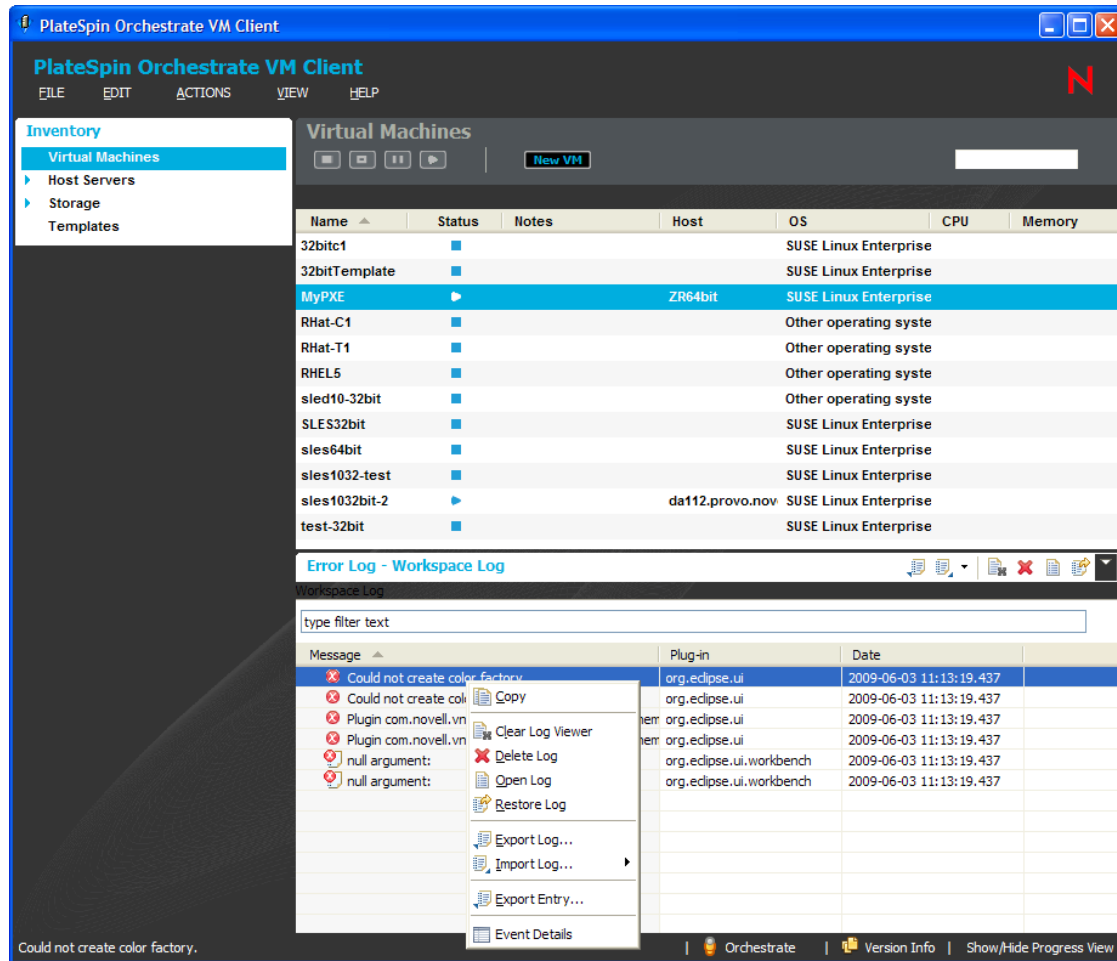 PlateSpin Orchestrate VM Client
PlateSpin Orchestrate VM Client
FILE EDIT ACTIONS VIEW HELP
N
Inventory
Virtual Machines
Host Servers
Storage
Templates
Virtual Machines
New VM
Name Status Notes Host OS CPU Memory
32bitc1 SUSE Linux Enterprise
32bitTemplate SUSE Linux Enterprise
MyPXE ZR64bit SUSE Linux Enterprise
RHat-C1 Other operating syste
RHat-T1 Other operating syste
RHEL5 Other operating syste
sled10-32bit Other operating syste
SLES32bit SUSE Linux Enterprise
sles64bit SUSE Linux Enterprise
sles1032-test SUSE Linux Enterprise
sles1032bit-2 da112.provo.nov SUSE Linux Enterprise
test-32bit SUSE Linux Enterprise
Error Log - Workspace Log
Workspace Log
type filter text
Message Plug-in Date
Could not create color factory. org.eclipse.ui 2009-06-03 11:13:19.437
Could not create col org.eclipse.ui 2009-06-03 11:13:19.437
Plugin com.novell.vn nem org.eclipse.ui 2009-06-03 11:13:19.437
Plugin com.novell.vn nem org.eclipse.ui 2009-06-03 11:13:19.437
null argument: org.eclipse.ui.workbench 2009-06-03 11:13:19.437
null argument: org.eclipse.ui.workbench 2009-06-03 11:13:19.437
Copy
Clear Log Viewer
Delete Log
Open Log
Restore Log
Export Log...
Import Log...
Export Entry...
Event Details
Could not create color factory. | Orchestrate | Version Info | Show/Hide Progress View